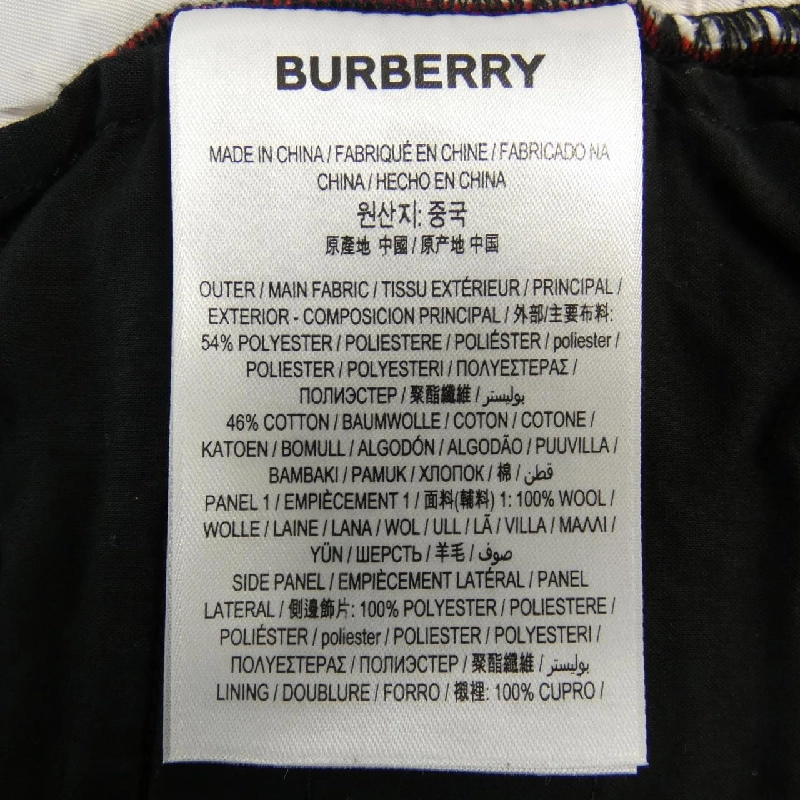 BURBERRY
MADE IN CHINA / FABRIQUÉ EN CHINE / FABRICADO NA
CHINA / HECHO EN CHINA
원산지: 중국
原產地 中國 / 原产地 中国
OUTER / MAIN FABRIC / TISSU EXTÉRIEUR / PRINCIPAL /
EXTERIOR - COMPOSICION PRINCIPAL / 外部/主要布料:
54% POLYESTER / POLIESTERE / POLIÉSTER / poliester /
POLIESTER / POLYESTERI / ΠΟΛΥΕΣΤΕΡΑΣ /
ПОЛИЭСТЕР / 聚酯纖維 / بوليستر
46% COTTON / BAUMWOLLE / COTON / COTONE /
KATOEN / BOMULL / ALGODÓN / ALGODÃO / PUUVILLA /
BAMBAKI / PAMUK / ХЛОПОК / 棉 / قطن
PANEL 1 / EMPIÈCEMENT 1 / 面料(輔料) 1: 100% WOOL /
WOLLE / LAINE / LANA / WOL / ULL / LÃ / VILLA / ΜΑΛΛΙ /
YÜN / ШЕРСТЬ / 羊毛 / صوف
SIDE PANEL / EMPIÈCEMENT LATÉRAL / PANEL
LATERAL / 側邊飾片: 100% POLYESTER / POLIESTERE /
POLIÉSTER / poliester / POLIESTER / POLYESTERI /
ΠΟΛΥΕΣΤΕΡΑΣ / ПОЛИЭСТЕР / 聚酯纖維 / بوليستر
LINING / DOUBLURE / FORRO / 襯裡: 100% CUPRO /